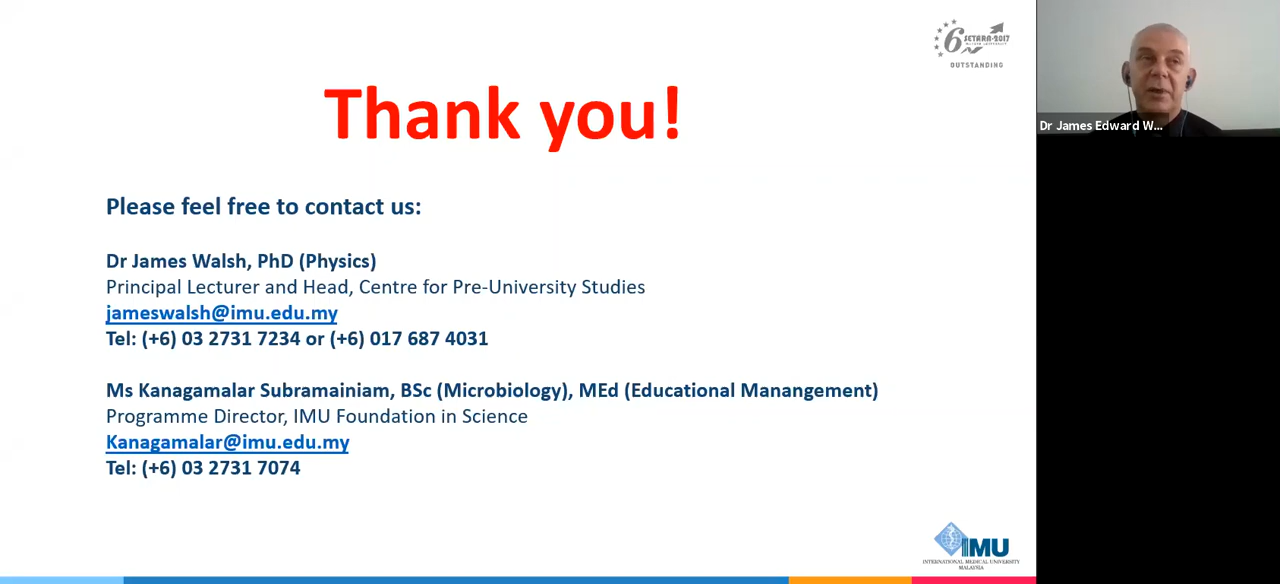 6
SETARA-2017
OUTSTANDING
Thank you!
Dr James Edward W...
Please feel free to contact us:
Dr James Walsh, PhD (Physics)
Principal Lecturer and Head, Centre for Pre-University Studies
jameswalsh@imu.edu.my
Tel: (+6) 03 2731 7234 or (+6) 017 687 4031
Ms Kanagamalar Subramainiam, BSc (Microbiology), MEd (Educational Manangement)
Programme Director, IMU Foundation in Science
Kanagamalar@imu.edu.my
Tel: (+6) 03 2731 7074
IMU
INTERNATIONAL MEDICAL UNIVERSITY
MALAYSIA